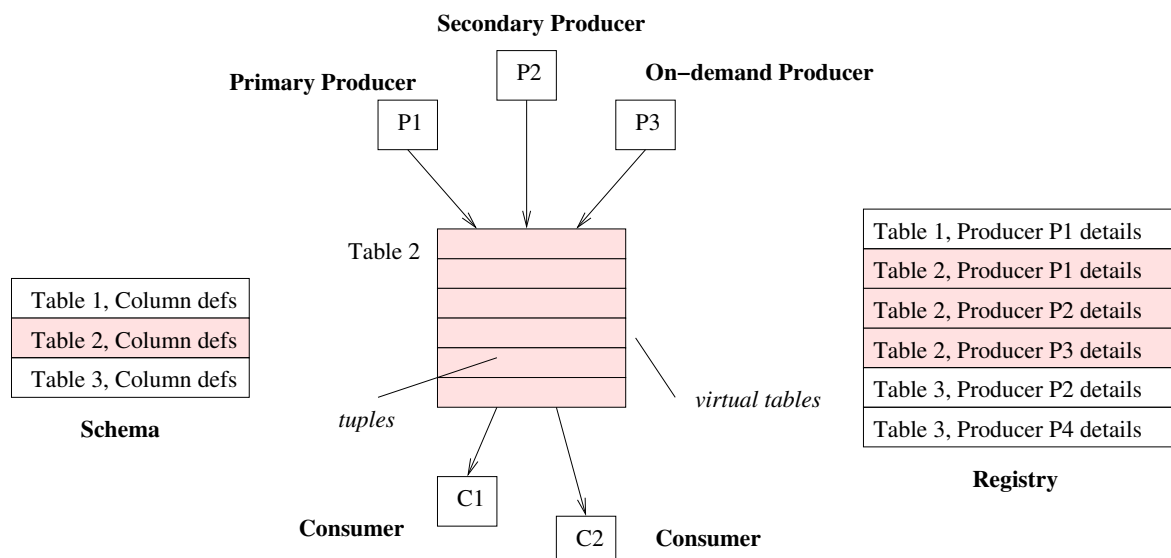 Secondary Producer
P2
On−demand Producer
Primary Producer
P1
P3
Table 2
Table 1, Column defs
Table 2, Column defs
Table 3, Column defs
Schema
tuples
virtual tables
Table 1, Producer P1 details
Table 2, Producer P1 details
Table 2, Producer P2 details
Table 2, Producer P3 details
Table 3, Producer P2 details
Table 3, Producer P4 details
Registry
C1
Consumer
C2
Consumer